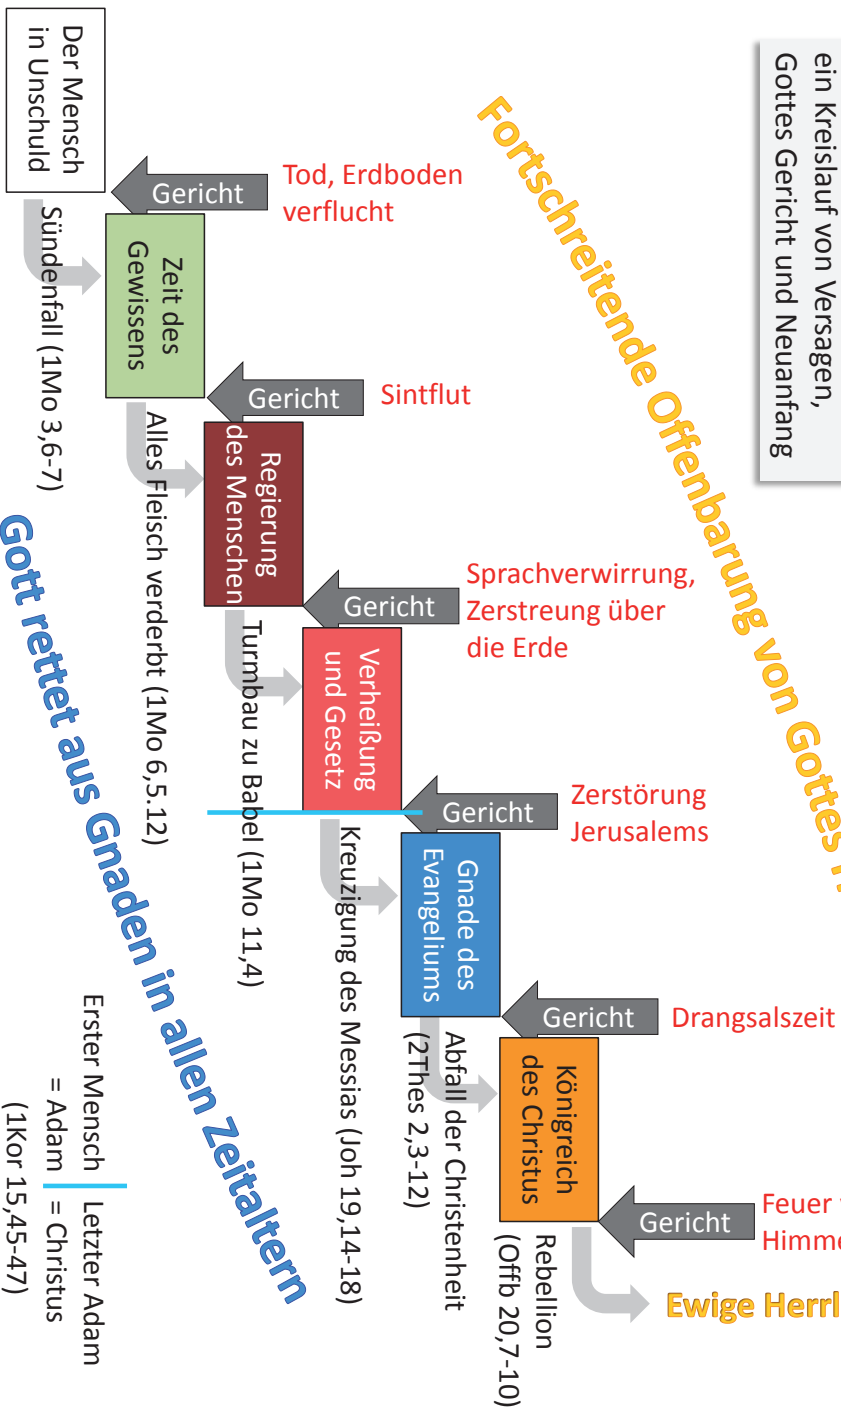 ein Kreislauf von Versagen,
Gottes Gericht und Neuanfang
Fortschreitende Offenbarung von Gottes
Tod, Erdboden
verflucht
Gericht
Der Mensch
in Unschuld
Sündenfall (1Mo 3,6-7)
Sintflut
Gericht
Zeit des
Gewissens
Alles Fleisch verderbt (1Mo 6,5.12)
Sprachverwirrung,
Zerstreung über
die Erde
Gericht
Regierung
des Menschen
Turmbau zu Babel (1Mo 11,4)
Zerstörung
Jerusalems
Gericht
Verheißung
und Gesetz
Kreuzigung des Messias (Joh 19,14-18)
Drangsalszeit
Gericht
Gnade des
Evangeliums
Abfall der Christenheit
(2Thes 2,3-12)
Feuer
Gericht
Königreich
des Christus
Rebellion
(Offb 20,7-10)
Ewige
Gott rettet aus Gnaden in allen Zeitaltern
Erster Mensch
= Adam
Letzter Adam
= Christus
(1Kor 15,45-47)